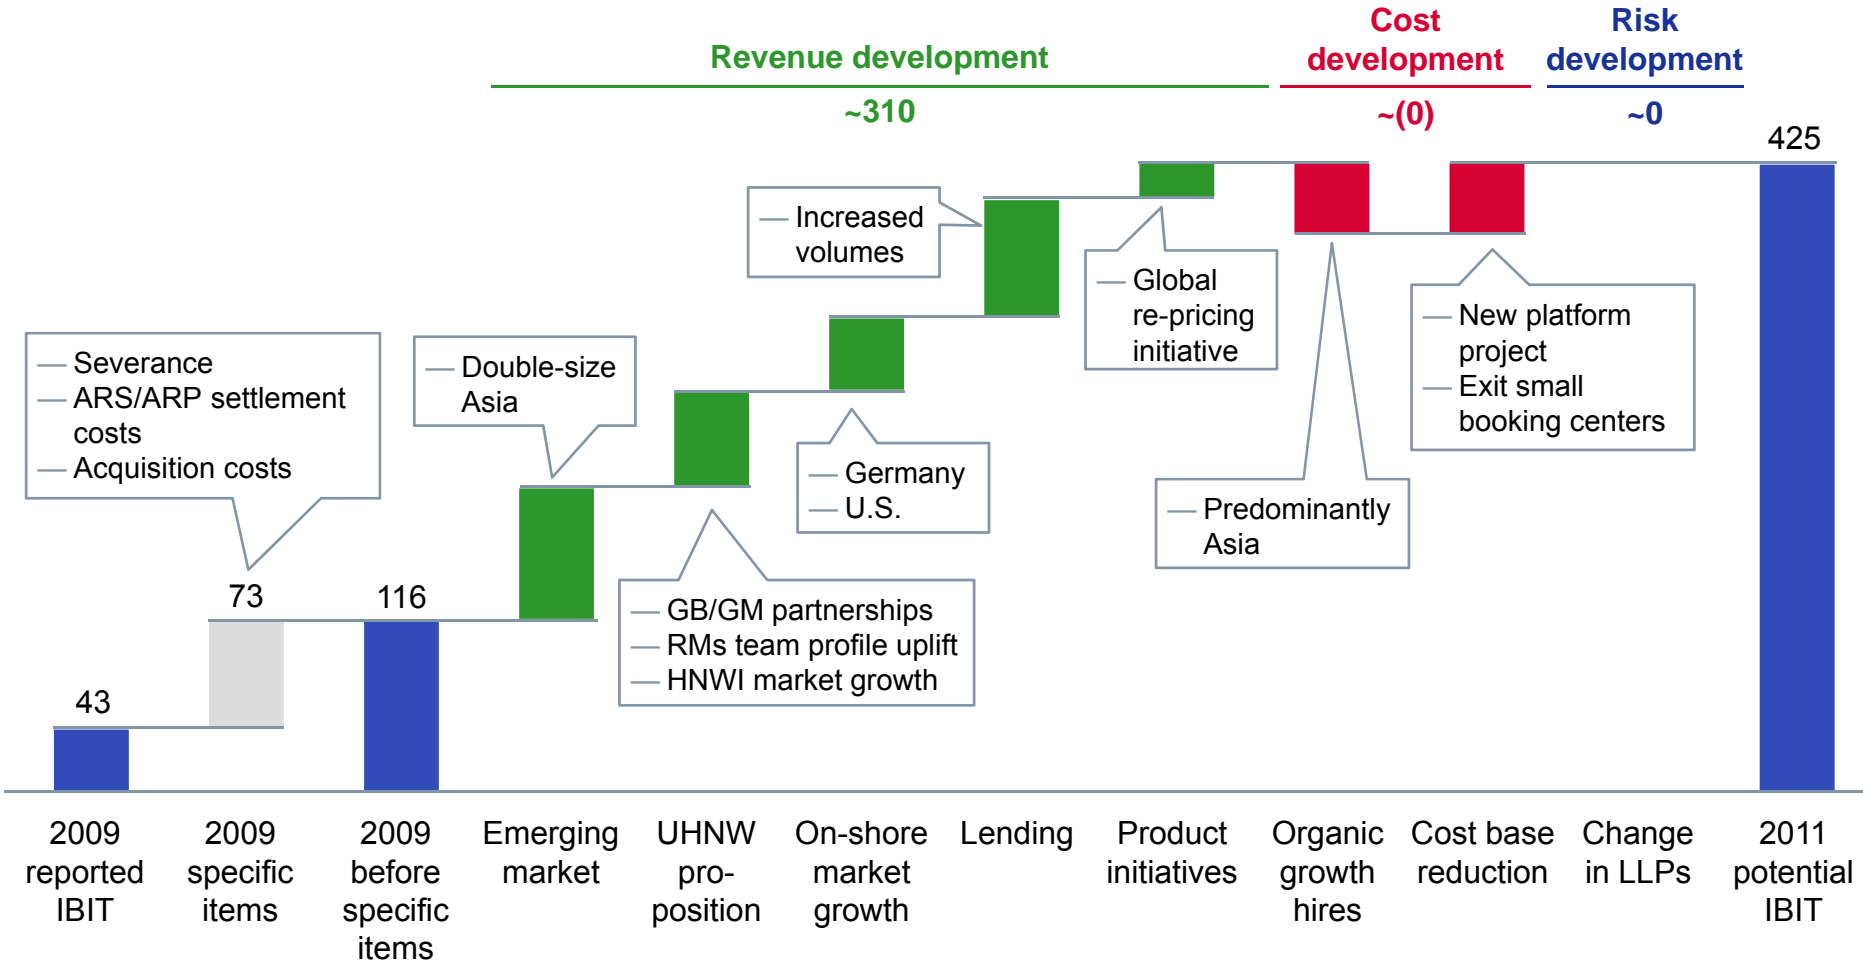 Revenue development
~310
Cost
development
~(0)
Risk
development
~0
425
— Increased
volumes
— Global
re-pricing
initiative
— New platform
project
— Exit small
booking centers
— Severance
— ARS/ARP settlement
costs
— Acquisition costs
— Double-size
Asia
— Germany
— U.S.
— Predominantly
Asia
— GB/GM partnerships
— RMs team profile uplift
— HNWI market growth
73
116
43
2009
reported
IBIT
2009
specific
items
2009
before
specific
items
Emerging
market
UHNW
pro-
position
On-shore
market
growth
Lending
Product
initiatives
Organic
growth
hires
Cost base
reduction
Change
in LLPs
2011
potential
IBIT